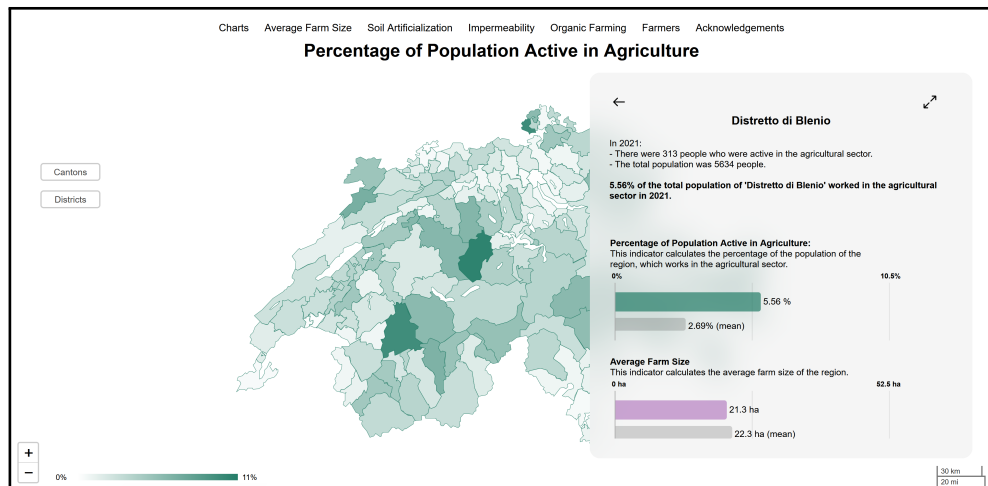 Charts Average Farm Size Soil Artificialization Impermeability Organic Farming Farmers Acknowledgements
Percentage of Population Active in Agriculture
Cantons
Districts
Distretto di Blenio
In 2021:
- There were 313 people who were active in the agricultural sector.
- The total population was 5634 people.
5.56% of the total population of 'Distretto di Blenio' worked in the agricultural
sector in 2021.
Percentage of Population Active in Agriculture:
This indicator calculates the percentage of the population of the
region, which works in the agricultural sector.
0% 10.5%
5.56 %
2.69% (mean)
Average Farm Size
This indicator calculates the average farm size of the region.
0 ha 52.5 ha
21.3 ha
22.3 ha (mean)
+
−
0% 11%
30 km
20 mi